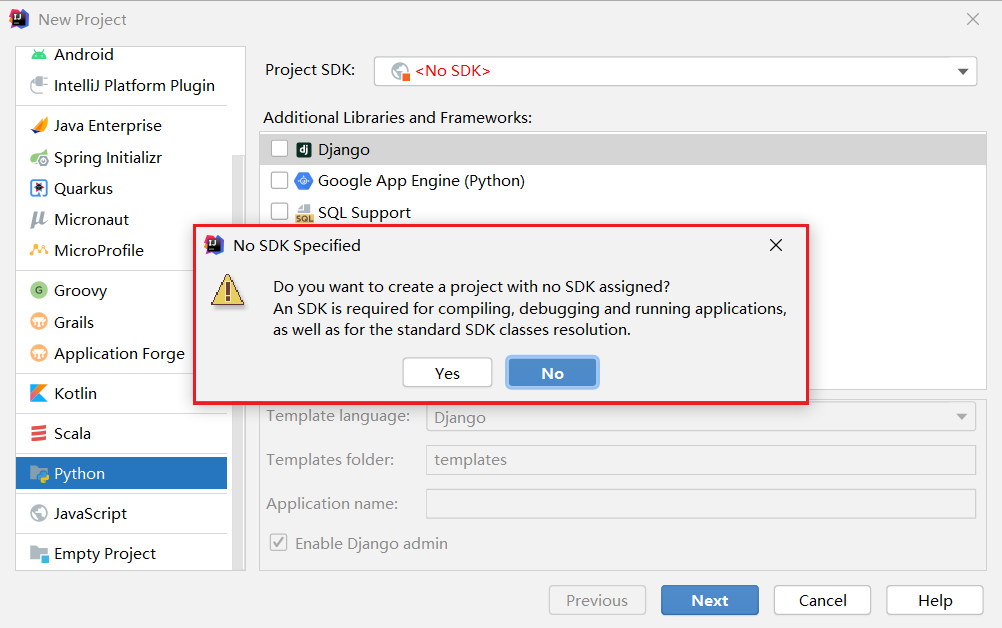 New Project
Android
IntelliJ Platform Plugin
Java Enterprise
Spring Initializr
Quarkus
Micronaut
MicroProfile
Groovy
Grails
Application Forge
Kotlin
Scala
Python
JavaScript
Empty Project
Project SDK:
<No SDK>
Additional Libraries and Frameworks:
Django
Google App Engine (Python)
SQL Support
No SDK Specified
Do you want to create a project with no SDK assigned?
An SDK is required for compiling, debugging and running applications,
as well as for the standard SDK classes resolution.
Yes
No
Template language:
Django
Templates folder:
templates
Application name:
Enable Django admin
Previous
Next
Cancel
Help